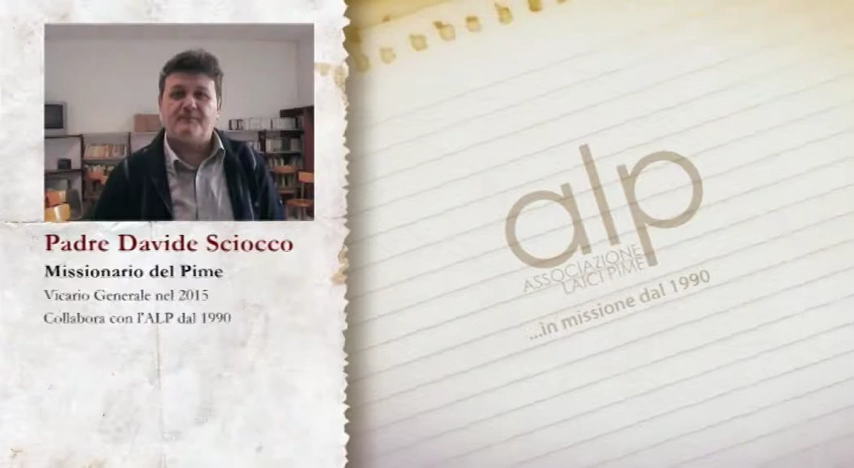 Padre Davide Sciocco
Missionario del Pime
Vicario Generale nel 2015
Collabora con l'ALP dal 1990
alp
ASSOCIAZIONE
LAICI PIME
...in missione dal 1990